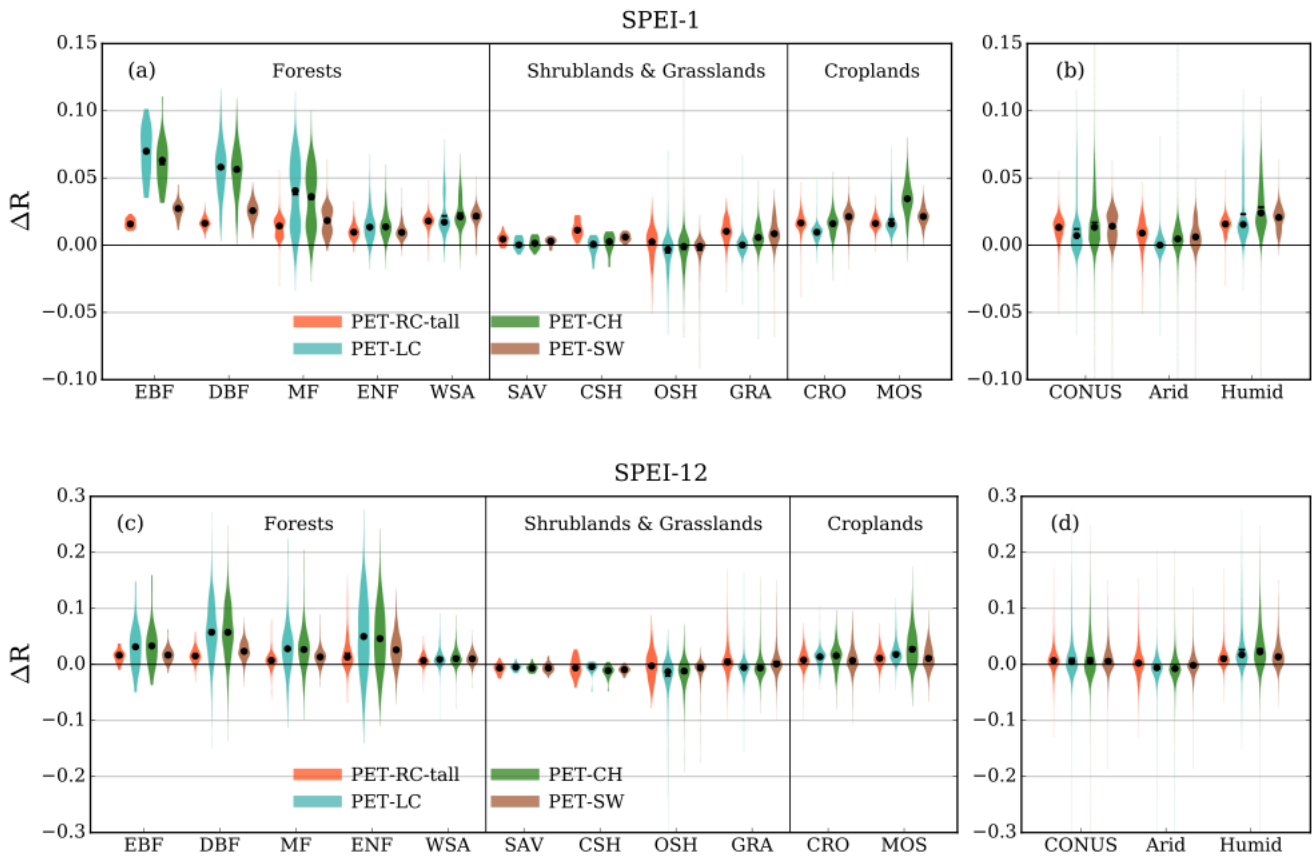 SPEI-1
0.15
0.10
0.05
0.00
−0.05
−0.10
ΔR
(a)
Forests
Shrublands & Grasslands
Croplands
PET-RC-tall
PET-CH
PET-LC
PET-SW
EBF DBF MF ENF WSA SAV CSH OSH GRA CRO MOS
0.15
0.10
0.05
0.00
−0.05
−0.10
(b)
CONUS Arid Humid
SPEI-12
0.3
0.2
0.1
0.0
−0.1
−0.2
−0.3
ΔR
(c)
Forests
Shrublands & Grasslands
Croplands
PET-RC-tall
PET-CH
PET-LC
PET-SW
EBF DBF MF ENF WSA SAV CSH OSH GRA CRO MOS
0.3
0.2
0.1
0.0
−0.1
−0.2
−0.3
(d)
CONUS Arid Humid